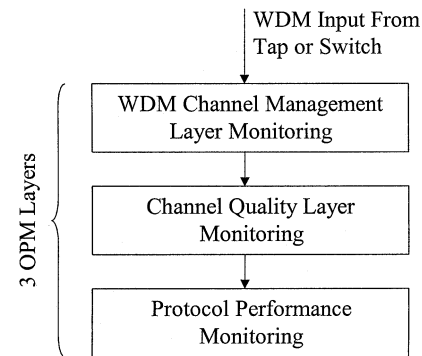 WDM Input From
Tap or Switch
WDM Channel Management
Layer Monitoring
3 OPM Layers
Channel Quality Layer
Monitoring
Protocol Performance
Monitoring